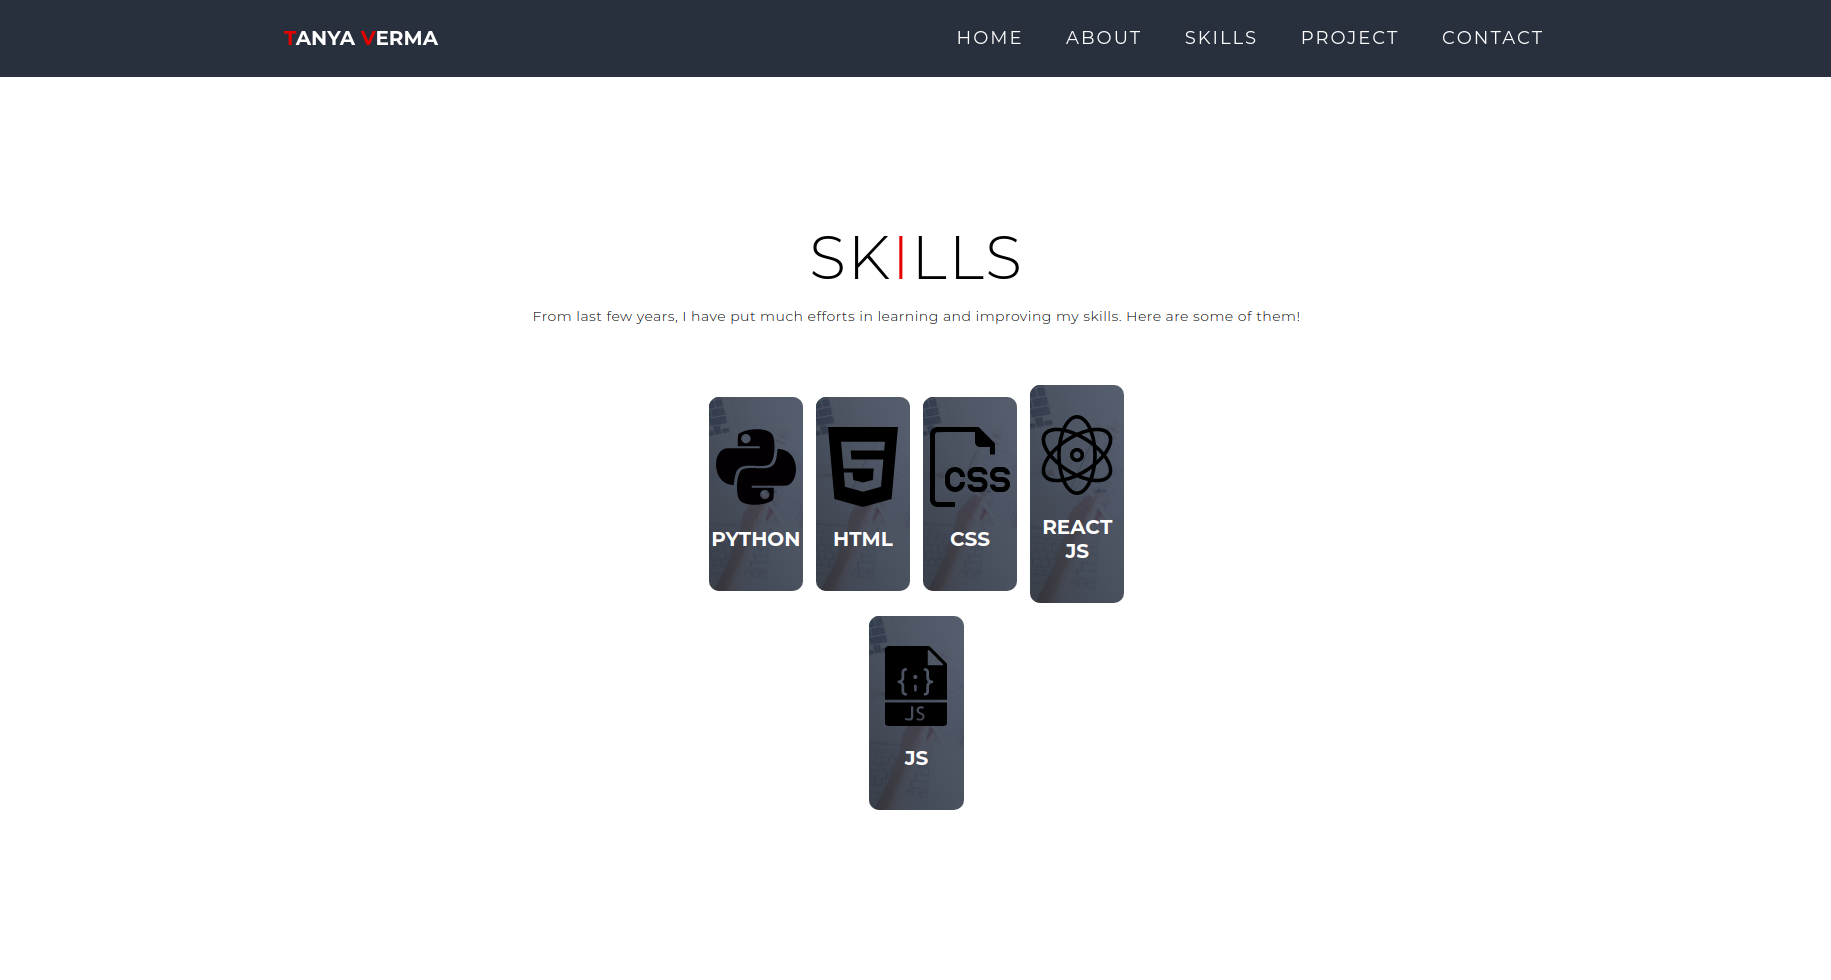 TANYA VERMA
HOME ABOUT SKILLS PROJECT CONTACT
SKILLS
From last few years, I have put much efforts in learning and improving my skills. Here are some of them!
CSS
PYTHON
HTML
CSS
REACT
JS
{;}
JS
JS